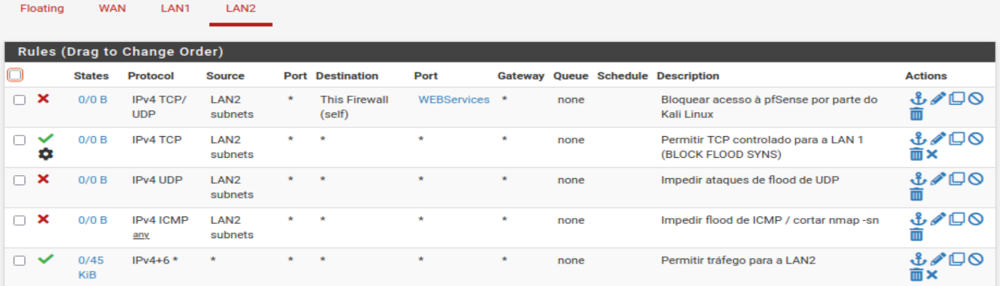 Floating WAN LAN1 LAN2
Rules (Drag to Change Order)
States Protocol Source Port Destination Port Gateway Queue Schedule Description Actions
0/0 B IPv4 TCP/ LAN2 * This Firewall WEBServices * none Bloquear acesso à pfSense por parte do
UDP subnets (self) Kali Linux
0/0 B IPv4 TCP LAN2 * * * * none Permitir TCP controlado para a LAN 1
subnets (BLOCK FLOOD SYNS)
0/0 B IPv4 UDP LAN2 * * * * none Impedir ataques de flood de UDP
subnets
0/0 B IPv4 ICMP LAN2 * * * * none Impedir flood de ICMP / cortar nmap -sn
any subnets
0/45 IPv4+6 * * * * * * none Permitir tráfego para a LAN2
KiB